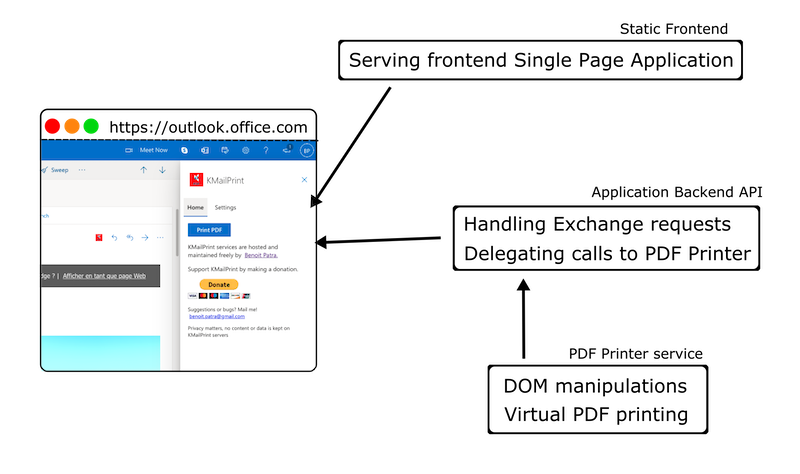 Static Frontend
Serving frontend Single Page Application
https://outlook.office.com
Meet Now
BP
Sweep
KMailPrint
Home Settings
Print PDF
KMailPrint services are hosted and
maintained freely by Benoit Patra.
Support KMailPrint by making a donation.
Donate
VISA
Suggestions or bugs? Mail me!
benoit.patra@gmail.com
Privacy matters, no content or data is kept on
KMailPrint servers
dge ? | Afficher en tant que page Web
Application Backend API
Handling Exchange requests
Delegating calls to PDF Printer
PDF Printer service
DOM manipulations
Virtual PDF printing